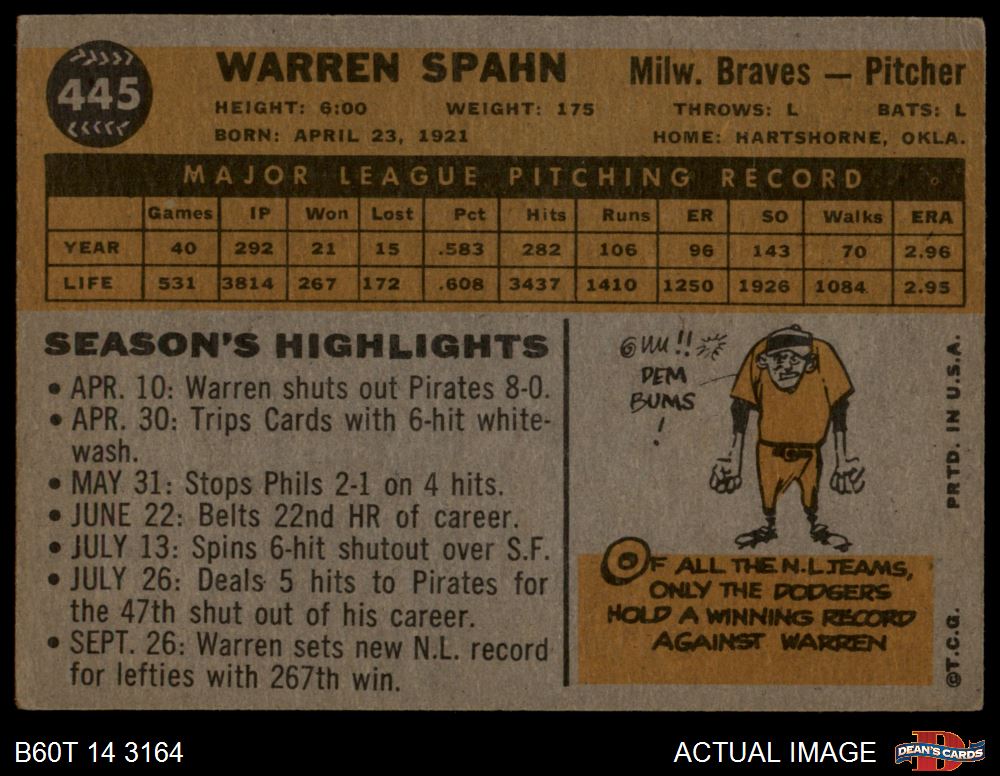 445
WARREN SPAHN
Milw. Braves — Pitcher
HEIGHT: 6:00 WEIGHT: 175 THROWS: L BATS: L
BORN: APRIL 23, 1921 HOME: HARTSHORNE, OKLA.
MAJOR LEAGUE PITCHING RECORD
Games IP Won Lost Pct Hits Runs ER SO Walks ERA
YEAR 40 292 21 15 .583 282 106 96 143 70 2.96
LIFE 531 3814 267 172 .608 3437 1410 1250 1926 1084 2.95
SEASON'S HIGHLIGHTS
• APR. 10: Warren shuts out Pirates 8-0.
• APR. 30: Trips Cards with 6-hit white-
wash.
• MAY 31: Stops Phils 2-1 on 4 hits.
• JUNE 22: Belts 22nd HR of career.
• JULY 13: Spins 6-hit shutout over S.F.
• JULY 26: Deals 5 hits to Pirates for
the 47th shut out of his career.
• SEPT. 26: Warren sets new N.L. record
for lefties with 267th win.
DEM
BUMS
!
OF ALL THE N.L. TEAMS,
ONLY THE DODGERS
HOLD A WINNING RECORD
AGAINST WARREN
PRTD. IN U.S.A.
©T.C.G.
B60T 14 3164
ACTUAL IMAGE
DEAN'S CARDS